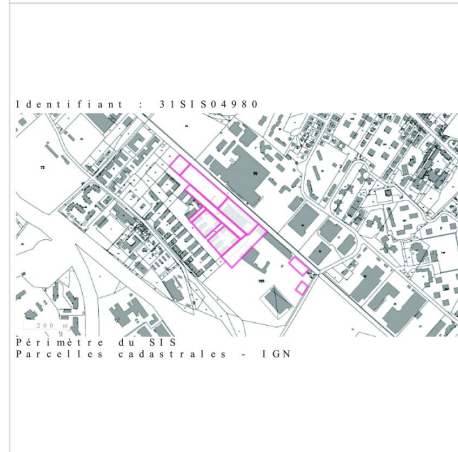 Identifiant : 31SIS04980
200 m
Périmètre du SIS
Parcelles cadastrales - IGN